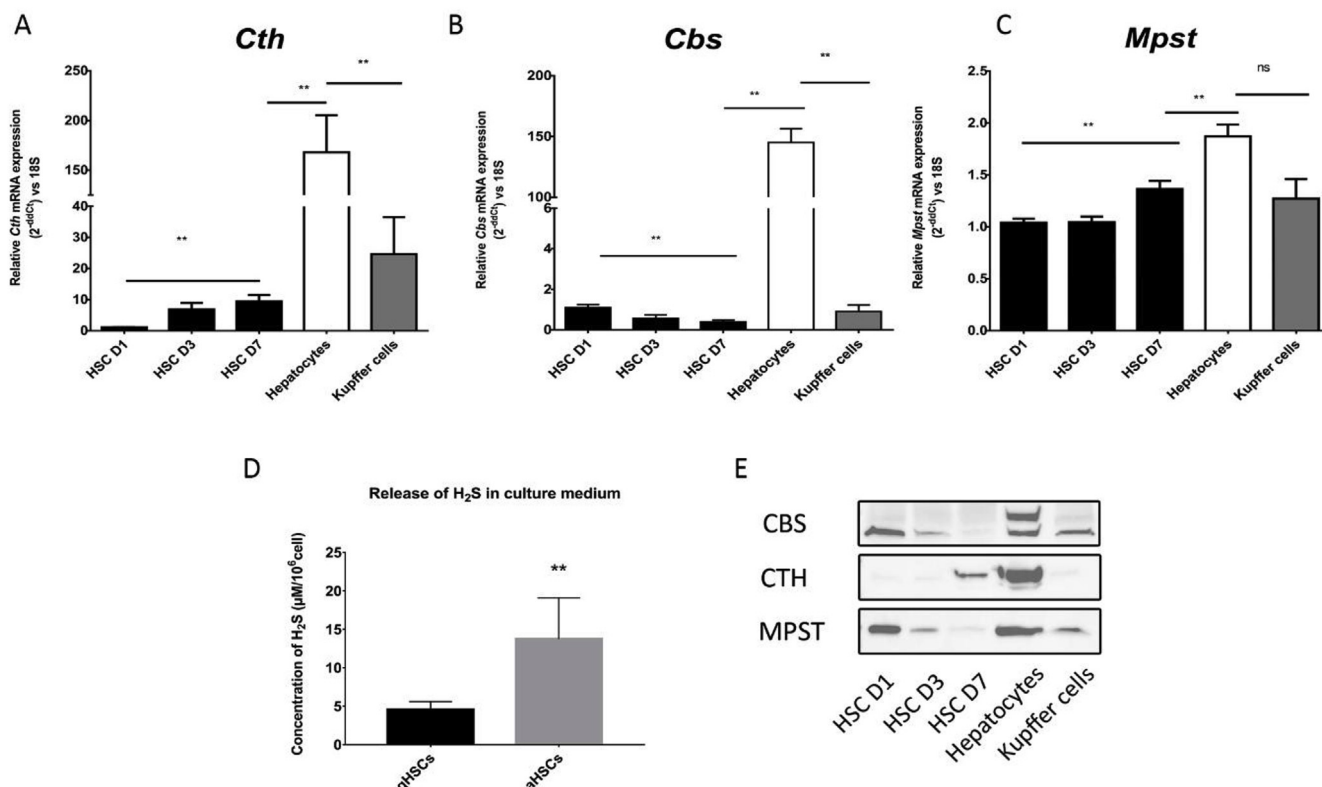 A
Cth
Relative Cth mRNA expression
(2^-ddCt) vs 18S
250
200
150
100
50
40
30
20
10
0
**
**
**
HSC D1
HSC D3
HSC D7
Hepatocytes
Kupffer cells
B
Cbs
Relative Cbs mRNA expression
(2^-ddCt) vs 18S
200
150
100
6
4
2
0
**
**
**
HSC D1
HSC D3
HSC D7
Hepatocytes
Kupffer cells
C
Mpst
Relative Mpst mRNA expression
(2^-ddCt) vs 18S
2.5
2.0
1.5
1.0
0.5
0.0
**
**
ns
HSC D1
HSC D3
HSC D7
Hepatocytes
Kupffer cells
D
Release of H₂S in culture medium
Concentration of H₂S (µM/10⁶cell)
25
20
15
10
5
0
**
qHSCs
aHSCs
E
CBS
CTH
MPST
HSC D1
HSC D3
HSC D7
Hepatocytes
Kupffer cells